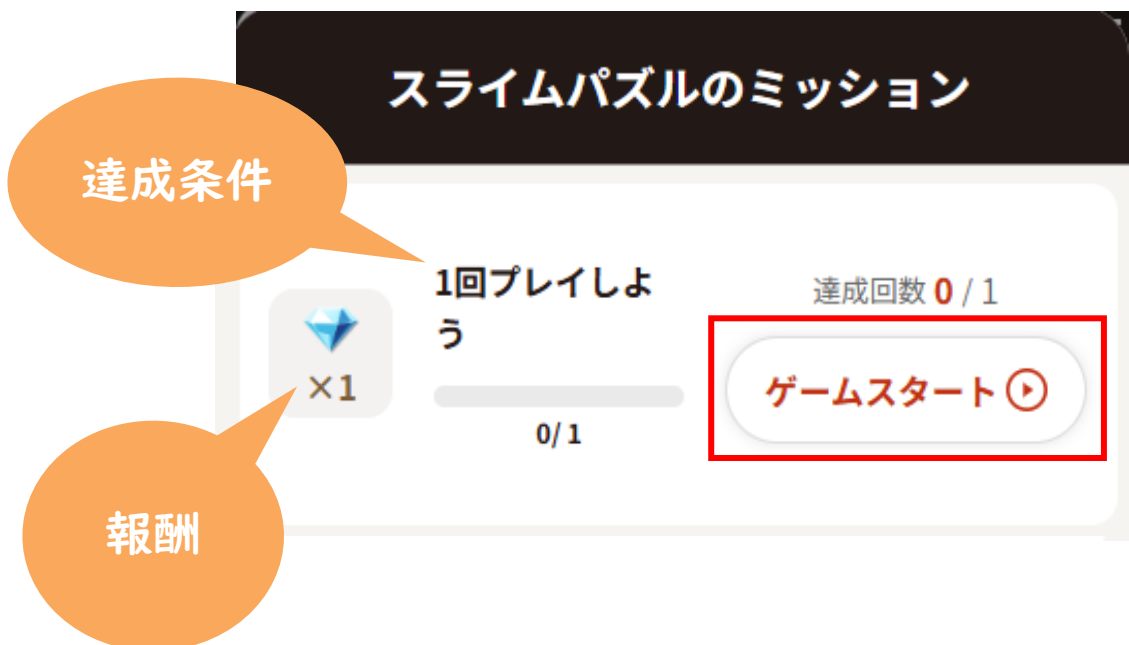 スライムパズルのミッション
達成条件
1回プレイしよ
う
達成回数 0 / 1
×1
ゲームスタート
0/ 1
報酬